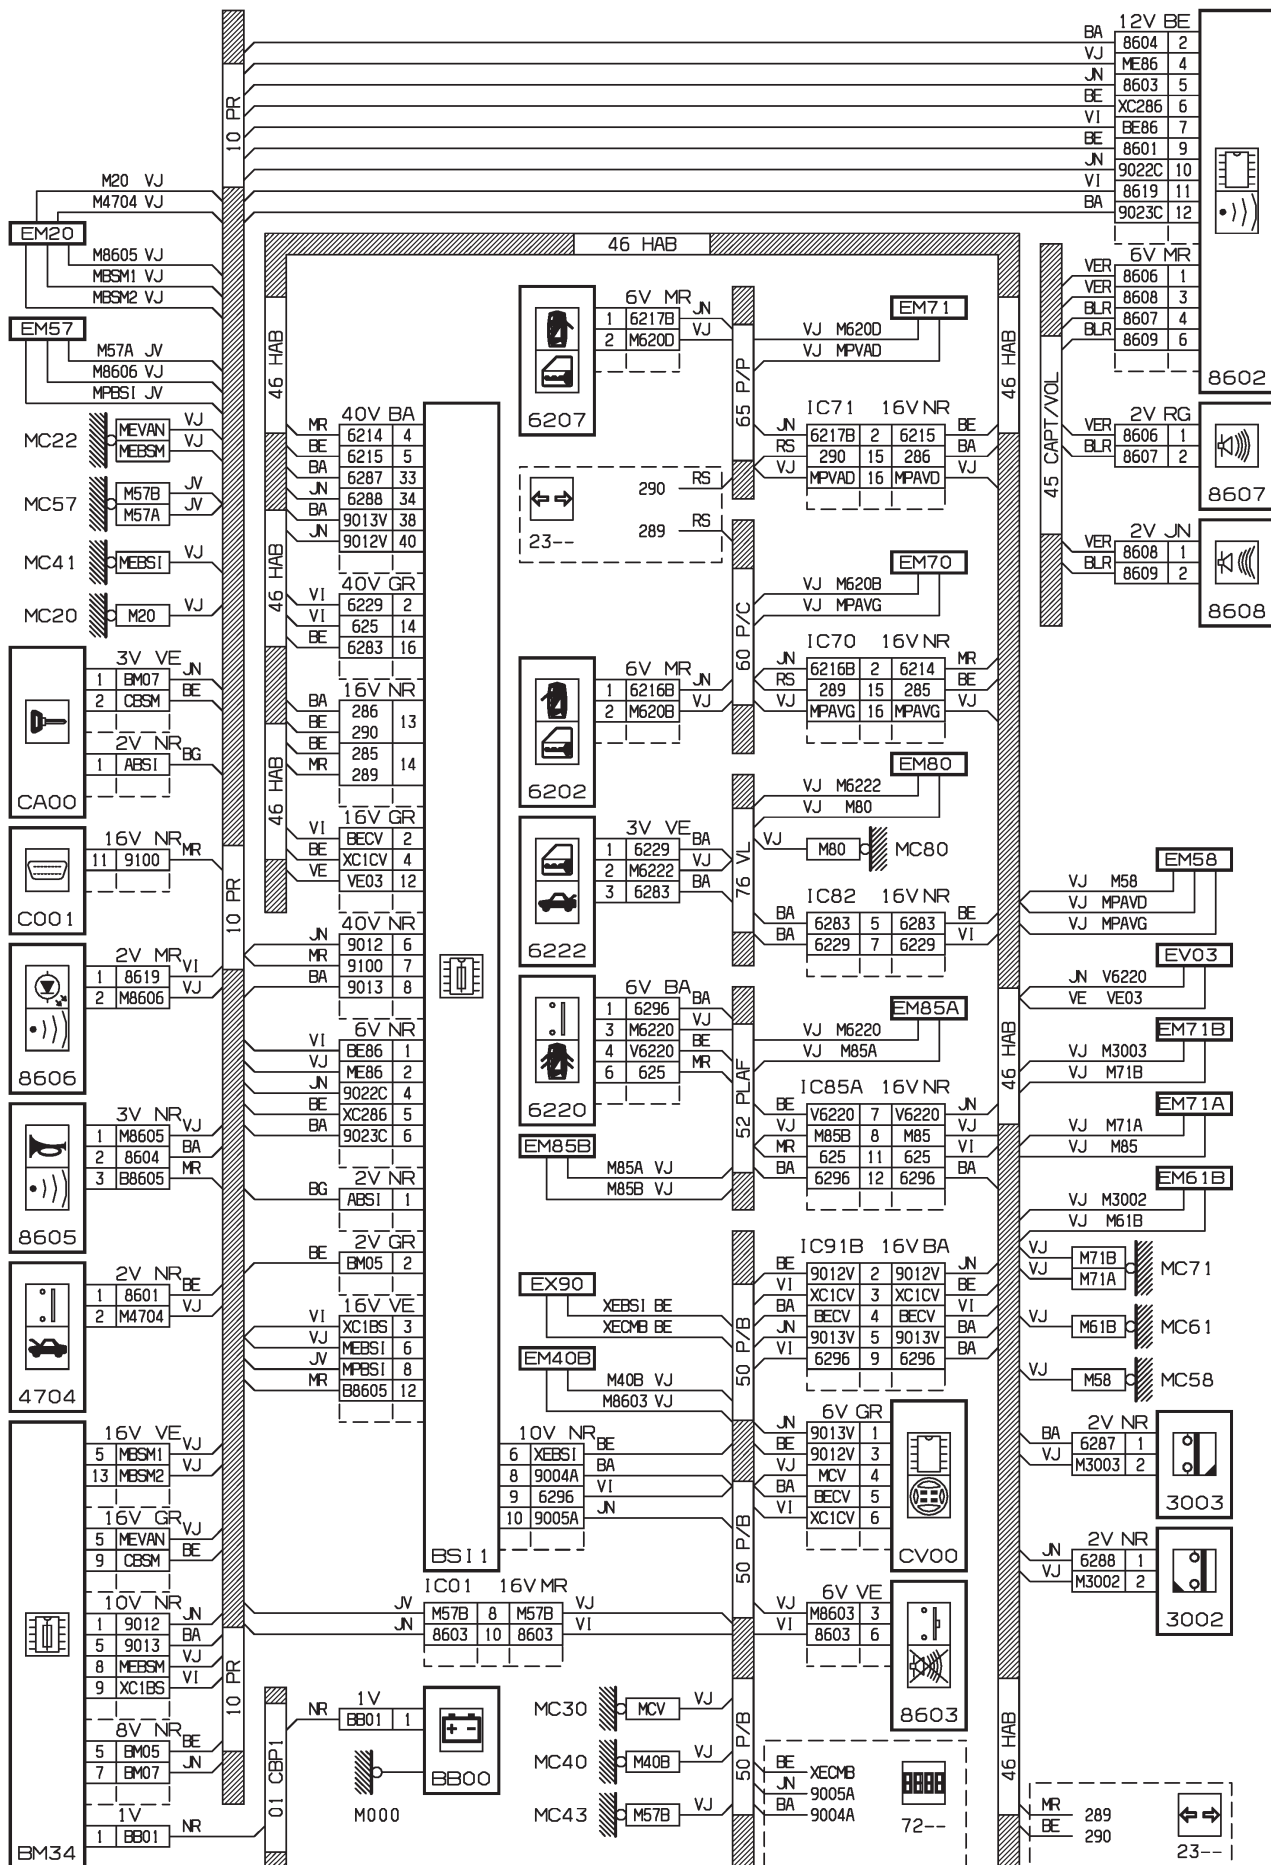 12V BE
BA 8604 2
VJ ME86 4
JN 8603 5
BE XC286 6
VI BE86 7
BE 8601 9
JN 9022C 10
VI 8619 11
BA 9023C 12
6V MR
VER 8606 1
VER 8608 3
BLR 8607 4
BLR 8609 6
8602
2V RG
VER 8606 1
BLR 8607 2
8607
2V JN
VER 8608 1
BLR 8609 2
8608
45 CAPT/VOL
10 PR
M20 VJ
M4704 VJ
EM20
M8605 VJ
MBSM1 VJ
MBSM2 VJ
EM57
M57A JV
M8606 VJ
MPBSI JV
MC22
MEVAN VJ
MEBSM VJ
MC57
M57B JV
M57A JV
MC41
MEBSI VJ
MC20
M20 VJ
3V VE
1 BM07 JN
2 CBSM BE
2V NR
1 ABSI BG
CA00
16V NR
11 9100 MR
C001
10 PR
2V MR
1 8619 VI
2 M8606 VJ
8606
3V NR
1 M8605 VJ
2 8604 BA
3 B8605 MR
8605
2V NR
1 8601 BE
2 M4704 VJ
4704
16V VE
5 MBSM1 VJ
13 MBSM2 VJ
16V GR
5 MEVAN VJ
9 CBSM BE
10V NR
1 9012 JN
5 9013 BA
8 MEBSM VJ
9 XC1BS VI
8V NR
5 BM05 BE
7 BM07 JN
1V
1 BB01 NR
BM34
10 PR
46 HAB
46 HAB
46 HAB
46 HAB
40V BA
MR 6214 4
BE 6215 5
BA 6287 33
JN 6288 34
BA 9013V 38
JN 9012V 40
40V GR
VI 6229 2
VI 625 14
BE 6283 16
16V NR
BA 286
BE 290
13
BE 285
MR 289
14
16V GR
VI BECV 2
BE XC1CV 4
VE VE03 12
40V NR
JN 9012 6
MR 9100 7
BA 9013 8
6V NR
VI BE86 1
VJ ME86 2
JN 9022C 4
BE XC286 5
BA 9023C 6
2V NR
BG ABSI 1
2V GR
BE BM05 2
16V VE
VI XC1BS 3
VJ MEBSI 6
JV MPBSI 8
MR B8605 12
BSI1
10V NR
6 XEBSI BE
8 9004A BA
9 6296 VI
10 9005A JN
IC01 16V MR
JV M57B 8 M57B VJ
JN 8603 10 8603 VI
01 CBP1
1V
NR BB01 1
BB00
M000
MC30
MCV VJ
MC40
M40B VJ
MC43
M57B VJ
6V MR
1 6217B JN
2 M620D VJ
6207
65 P/P
EM71
VJ M620D
VJ MPVAD
IC71 16V NR
JN 6217B 2 6215 BE
RS 290 15 286 BA
VJ MPVAD 16 MPAVD VJ
290 RS
289 RS
23--
60 P/C
EM70
VJ M620B
VJ MPAVG
IC70 16V NR
JN 6216B 2 6214 MR
RS 289 15 285 BE
VJ MPAVG 16 MPAVG VJ
6V MR
1 6216B JN
2 M620B VJ
6202
76 VL
EM80
VJ M6222
VJ M80
VJ M80
MC80
3V VE
1 6229 BA
2 M6222 VJ
3 6283 BA
6222
IC82 16V NR
BA 6283 5 6283 BE
BA 6229 7 6229 VI
6V BA
1 6296 BA
3 M6220 VJ
4 V6220 BE
6 625 MR
6220
52 PLAF
EM85A
VJ M6220
VJ M85A
IC85A 16V NR
BE V6220 7 V6220 JN
VJ M85B 8 M85 VJ
MR 625 11 625 VI
BA 6296 12 6296 BA
EM85B
M85A VJ
M85B VJ
EX90
XEBSI BE
XECMB BE
EM40B
M40B VJ
M8603 VJ
50 P/B
50 P/B
50 P/B
IC91B 16V BA
BE 9012V 2 9012V JN
VI XC1CV 3 XC1CV BE
BA BECV 4 BECV VI
JN 9013V 5 9013V BA
VI 6296 9 6296 BA
6V GR
JN 9013V 1
BE 9012V 3
VJ MCV 4
BA BECV 5
VI XC1CV 6
CV00
6V VE
VJ M8603 3
VI 8603 6
8603
BE XECMB
JN 9005A
BA 9004A
72--
46 HAB
46 HAB
46 HAB
EM58
VJ M58
VJ MPAVD
VJ MPAVG
EV03
JN V6220
VE VE03
EM71B
VJ M3003
VJ M71B
EM71A
VJ M71A
VJ M85
EM61B
VJ M3002
VJ M61B
VJ M71B
VJ M71A
MC71
VJ M61B
MC61
VJ M58
MC58
2V NR
BA 6287 1
VJ M3003 2
3003
2V NR
JN 6288 1
VJ M3002 2
3002
MR 289
BE 290
23--